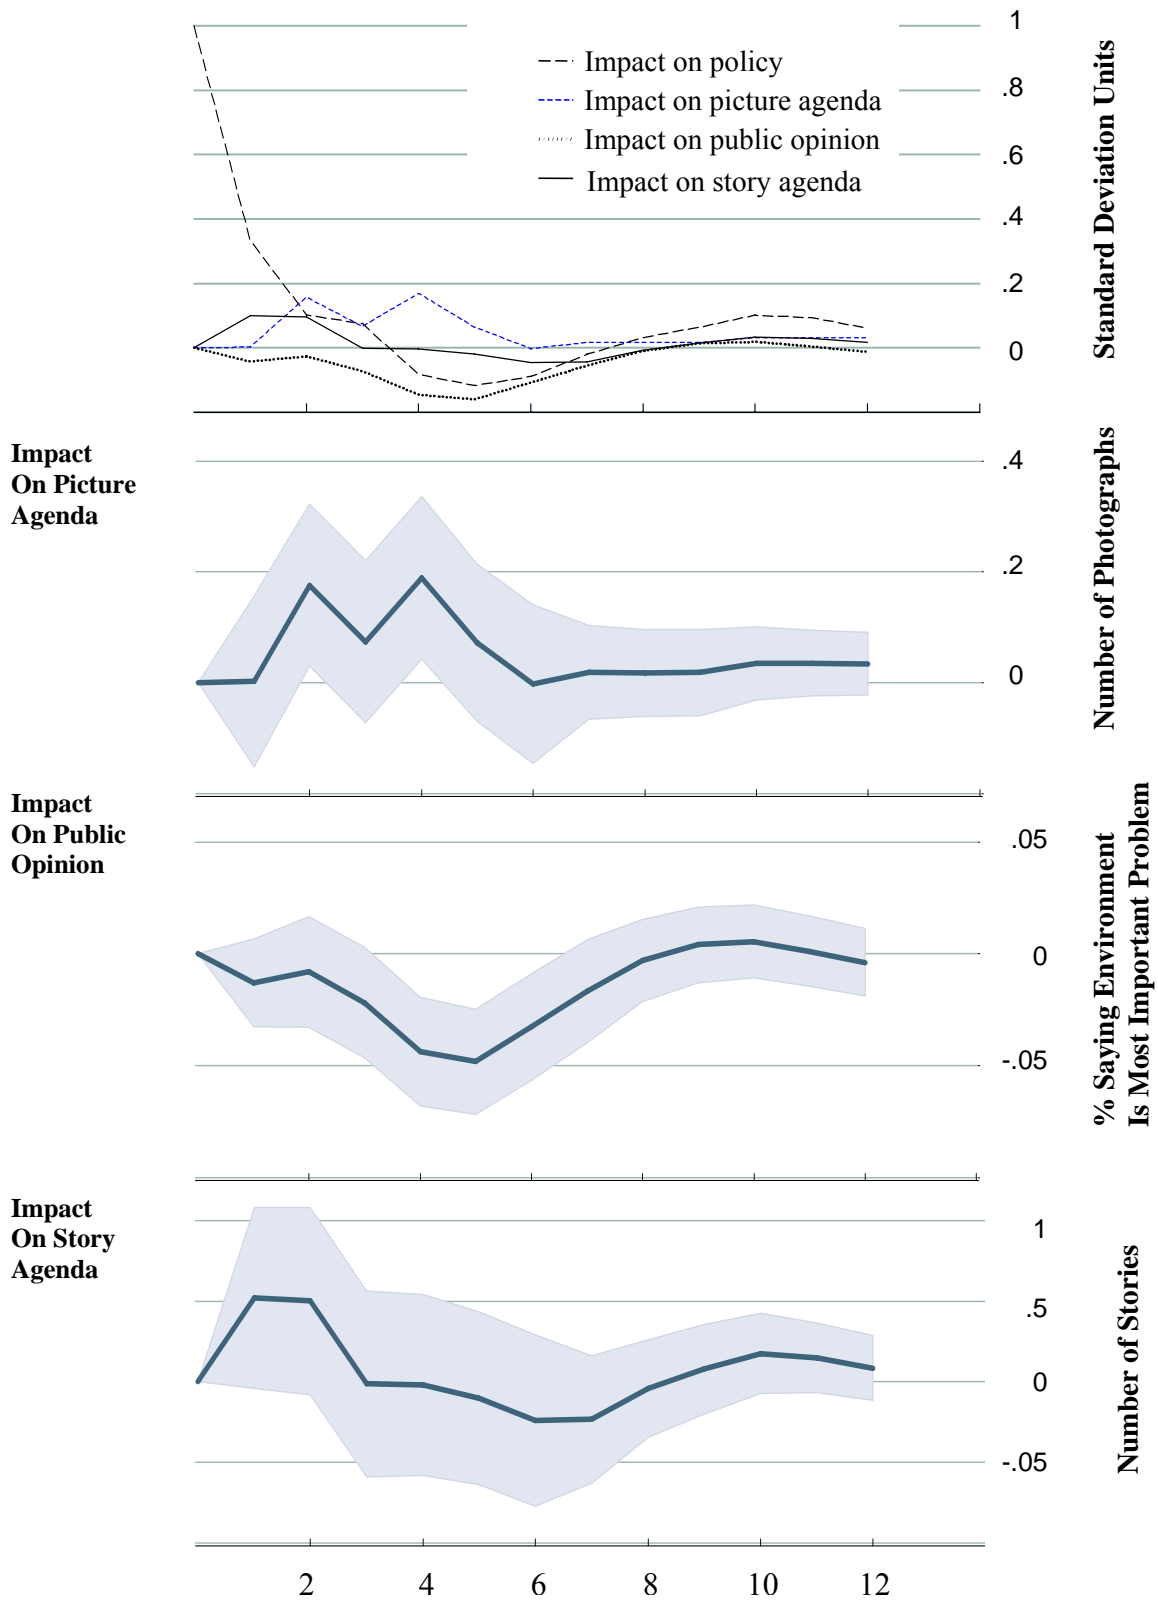 1
Impact on policy
.8
Impact on picture agenda
Impact on public opinion
.6
Impact on story agenda
.4
.2
0
Standard Deviation Units
Impact
On Picture
Agenda
.4
.2
0
Number of Photographs
Impact
On Public
Opinion
.05
0
-.05
% Saying Environment
Is Most Important Problem
Impact
On Story
Agenda
1
.5
0
-.05
Number of Stories
2 4 6 8 10 12